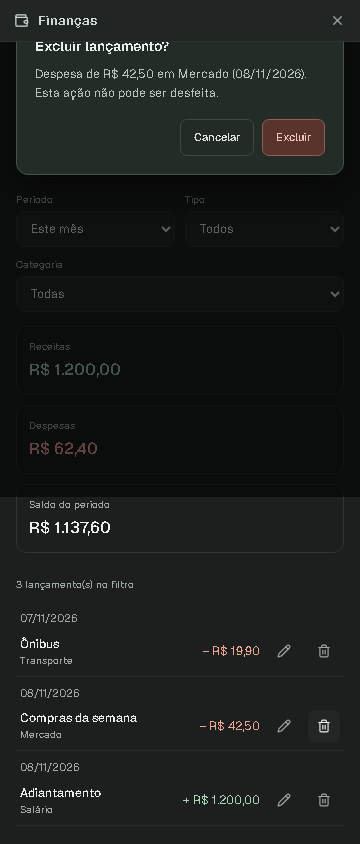 Finanças
Excluir lançamento?
Despesa de R$ 42,50 em Mercado (08/11/2026).
Esta ação não pode ser desfeita.
Cancelar
Excluir
Período
Tipo
Este mês
Todos
Categoria
Todas
Receitas
R$ 1.200,00
Despesas
R$ 62,40
Saldo do período
R$ 1.137,60
3 lançamento(s) no filtro
07/11/2026
Ônibus
− R$ 19,90
Transporte
08/11/2026
Compras da semana
− R$ 42,50
Mercado
08/11/2026
Adiantamento
+ R$ 1.200,00
Salário